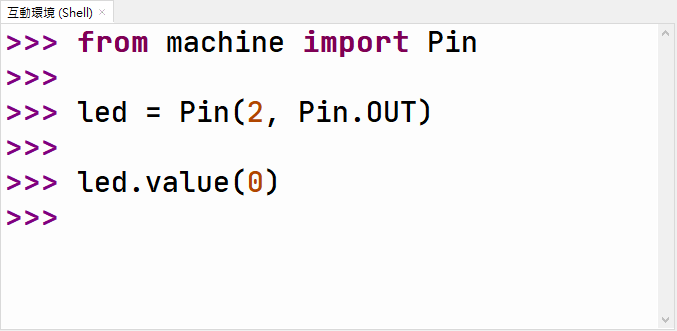 互動環境 (Shell) ×
>>> from machine import Pin
>>>
>>> led = Pin(2, Pin.OUT)
>>>
>>> led.value(0)
>>>